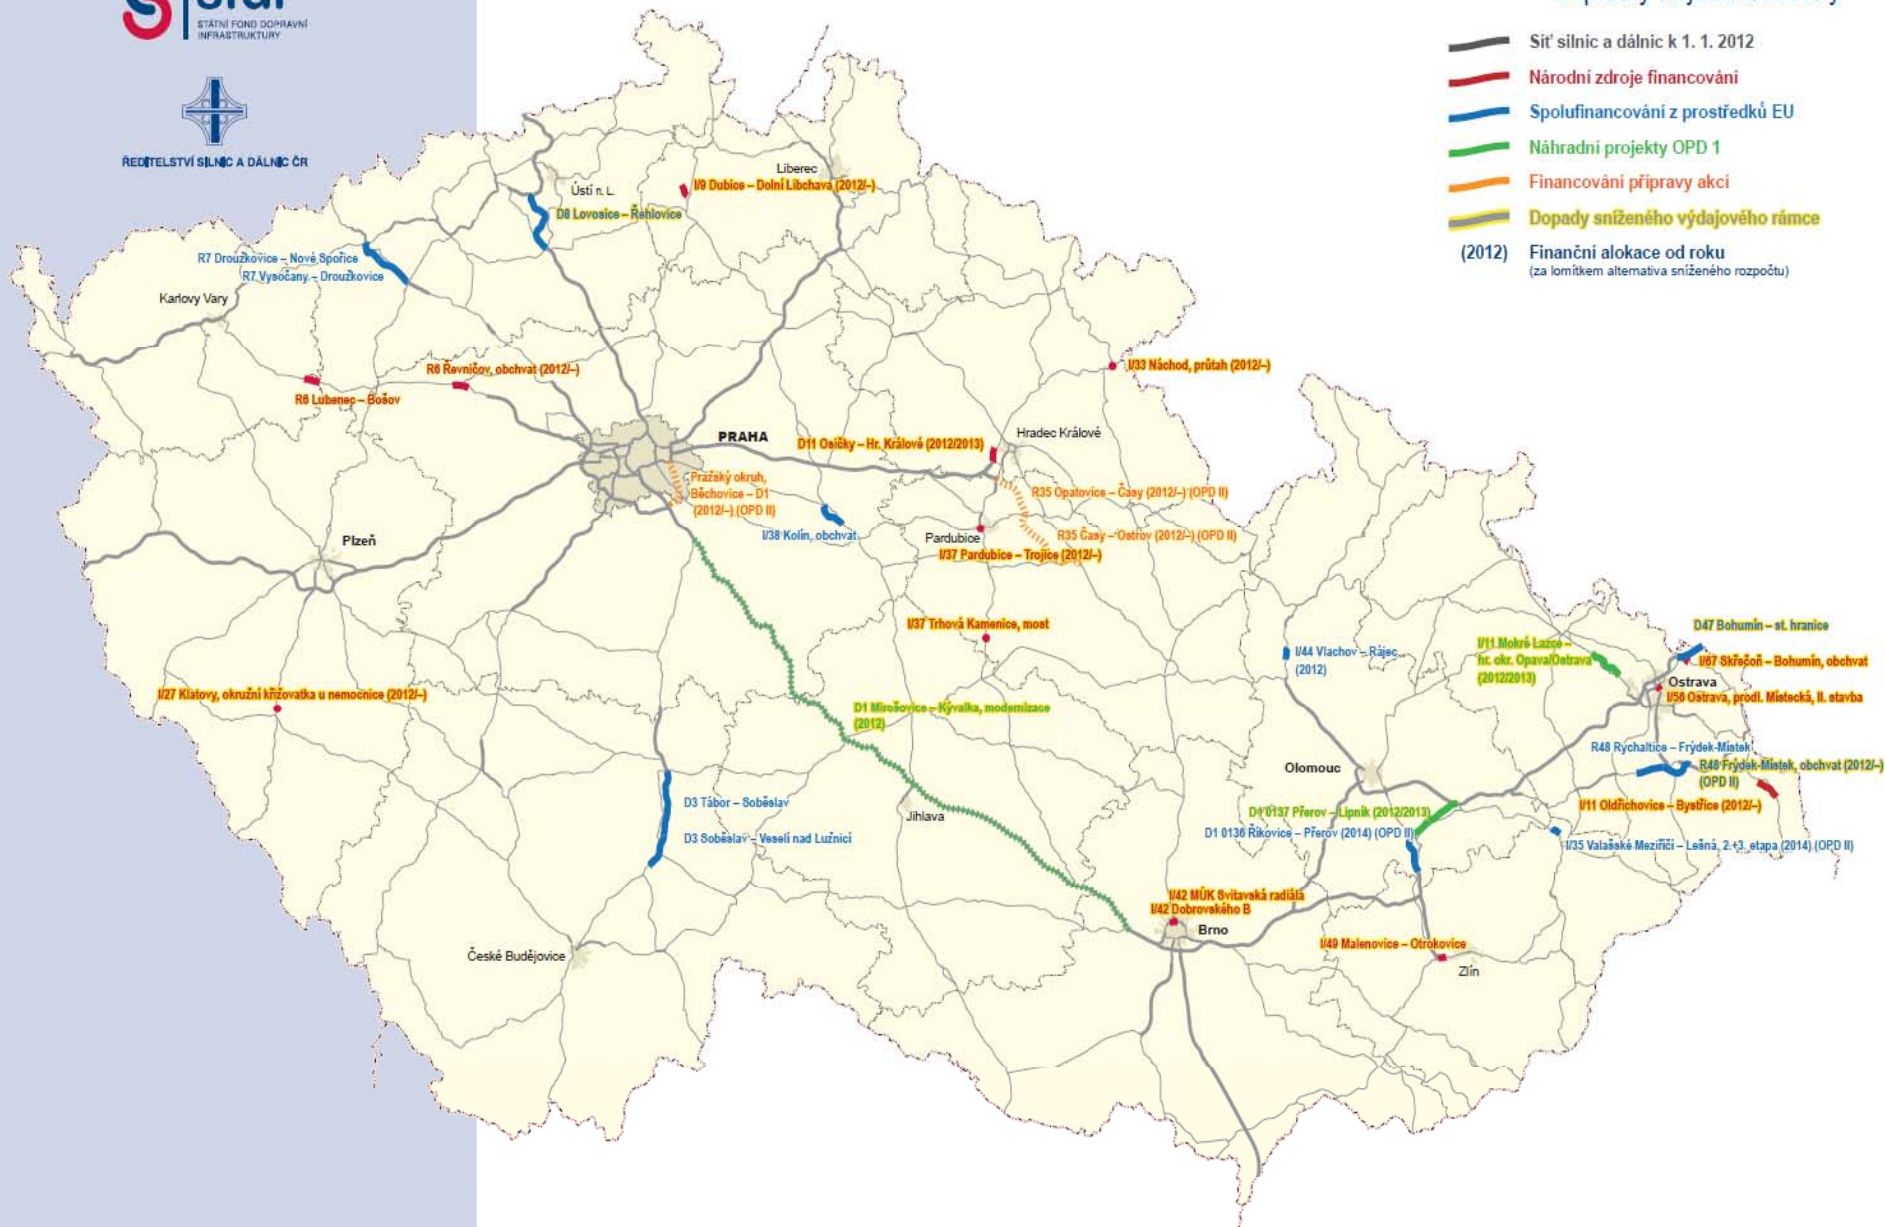 STÁTNÍ FOND DOPRAVNÍ
INFRASTRUKTURY
ŘEDITELSTVÍ SILNIC A DÁLNIC ČR
Síť silnic a dálnic k 1. 1. 2012
Národní zdroje financování
Spolufinancování z prostředků EU
Náhradní projekty OPD 1
Financování přípravy akcí
Dopady sníženého výdajového rámce
(2012) Finanční alokace od roku
(za lomítkem alternativa sníženého rozpočtu)
Liberec
Ústí n. L.
I/9 Dubice – Dolní Libchava (2012/–)
D8 Lovosice – Řehlovice
R7 Droužkovice – Nové Spořice
R7 Vysočany – Droužkovice
Karlovy Vary
R6 Řevničov, obchvat (2012/–)
R6 Lubenec – Bošov
I/33 Náchod, průtah (2012/–)
PRAHA
D11 Osičky – Hr. Králové (2012/2013)
Hradec Králové
Pražský okruh,
Běchovice – D1
(2012/–) (OPD II)
R35 Opatovice – Časy (2012/–) (OPD II)
I/38 Kolín, obchvat
Pardubice
R35 Časy – Ostrov (2012/–) (OPD II)
I/37 Pardubice – Trojice (2012/–)
Plzeň
I/37 Trhová Kamenice, most
I/44 Vlachov – Rájec
(2012)
I/11 Mokré Lazce –
hr. okr. Opava/Ostrava
(2012/2013)
D47 Bohumín – st. hranice
I/67 Skřečoň – Bohumín, obchvat
Ostrava
I/56 Ostrava, prodl. Místecká, II. stavba
I/27 Klatovy, okružní křižovatka u nemocnice (2012/–)
D1 Mirošovice – Kývalka, modernizace
(2012)
R48 Rychaltice – Frýdek-Místek
R48 Frýdek-Místek, obchvat (2012/–)
(OPD II)
Olomouc
I/11 Oldřichovice – Bystřice (2012/–)
D3 Tábor – Soběslav
D3 Soběslav – Veselí nad Lužnicí
Jihlava
D1 0137 Přerov – Lipník (2012/2013)
D1 0136 Říkovice – Přerov (2014) (OPD II)
I/35 Valašské Meziříčí – Lešná, 2.+3. etapa (2014) (OPD II)
I/42 MÚK Svitavská radiála
I/42 Dobrovského B
Brno
I/49 Malenovice – Otrokovice
Zlín
České Budějovice